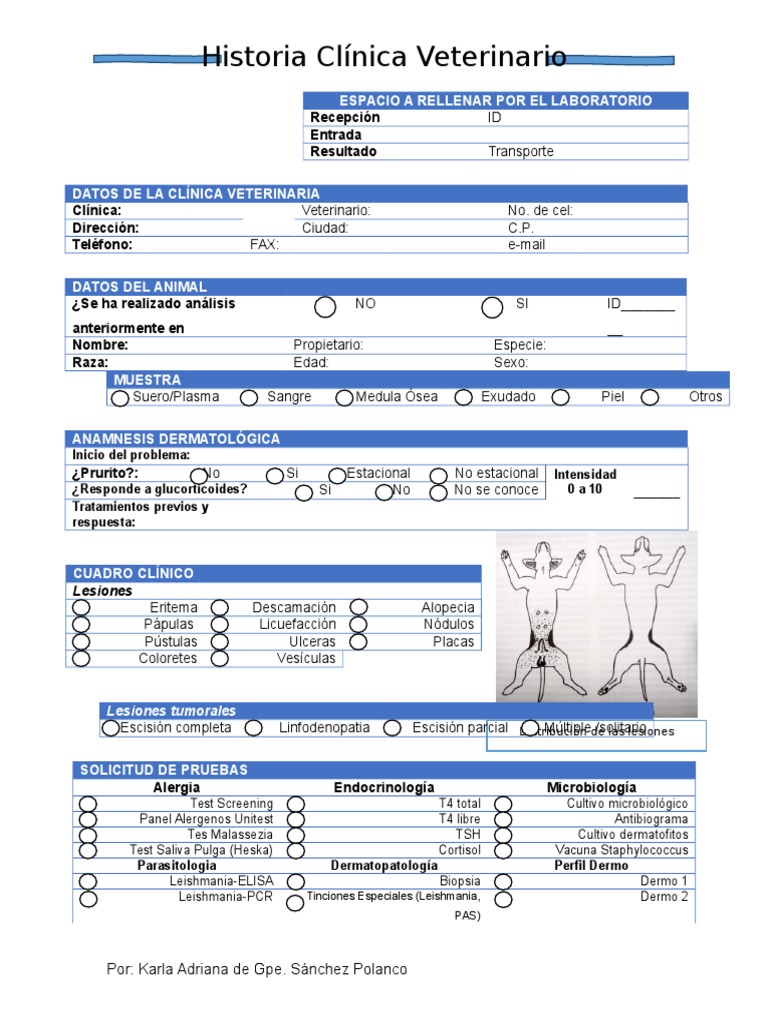 Historia Clínica Veterinario
ESPACIO A RELLENAR POR EL LABORATORIO
Recepción ID
Entrada
Resultado Transporte
DATOS DE LA CLÍNICA VETERINARIA
Clínica: Veterinario: No. de cel:
Dirección: Ciudad: C.P.
Teléfono: FAX: e-mail
DATOS DEL ANIMAL
¿Se ha realizado análisis NO SI ID_______
anteriormente en __
Nombre: Propietario: Especie:
Raza: Edad: Sexo:
MUESTRA
Suero/Plasma Sangre Medula Ósea Exudado Piel Otros
ANAMNESIS DERMATOLÓGICA
Inicio del problema:
¿Prurito?: No Si Estacional No estacional Intensidad
¿Responde a glucorticoides? Si No No se conoce 0 a 10 ______
Tratamientos previos y
respuesta:
CUADRO CLÍNICO
Lesiones
Eritema Descamación Alopecia
Pápulas Licuefacción Nódulos
Pústulas Ulceras Placas
Coloretes Vesículas
Lesiones tumorales
Escisión completa Linfodenopatia Escisión parcial Múltiple /solitario
Distribución de las lesiones
SOLICITUD DE PRUEBAS
Alergia Endocrinología Microbiología
Test Screening T4 total Cultivo microbiológico
Panel Alergenos Unitest T4 libre Antibiograma
Tes Malassezia TSH Cultivo dermatofitos
Test Saliva Pulga (Heska) Cortisol Vacuna Staphylococcus
Parasitologia Dermatopatología Perfil Dermo
Leishmania-ELISA Biopsia Dermo 1
Leishmania-PCR Tinciones Especiales (Leishmania, Dermo 2
PAS)
Por: Karla Adriana de Gpe. Sánchez Polanco